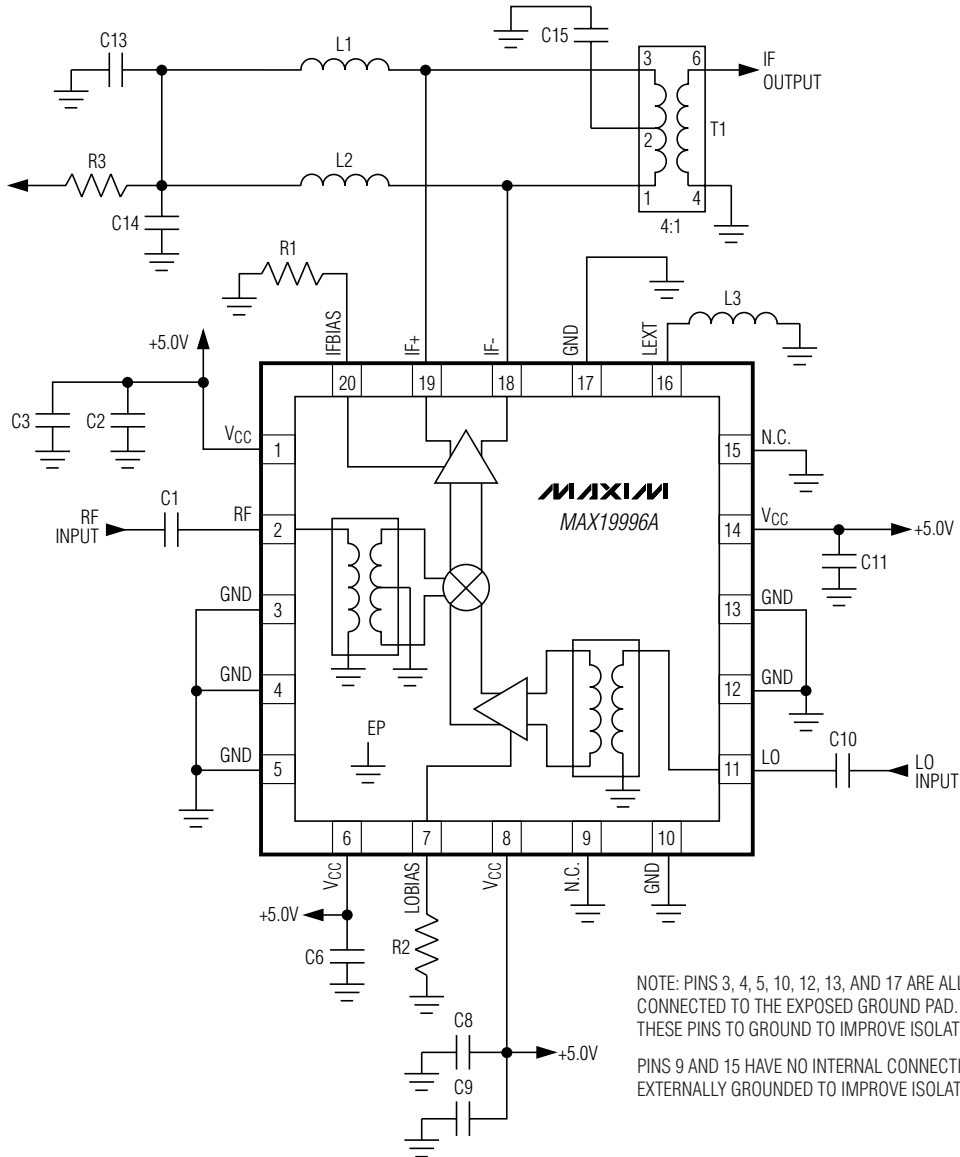 C13
L1
C15
3
6
IF
OUTPUT
T1
2
R3
L2
C14
1
4
4:1
R1
L3
+5.0V
IFBIAS
IF+
IF-
GND
LEXT
20
19
18
17
16
C3
C2
VCC
1
15
N.C.
MAXIM
MAX19996A
C1
RF
INPUT
RF
2
14
VCC
+5.0V
C11
GND
3
13
GND
GND
4
12
GND
EP
C10
GND
5
11
LO
LO
INPUT
6
7
8
9
10
VCC
LOBIAS
VCC
N.C.
GND
+5.0V
C6
R2
C8
+5.0V
C9
NOTE: PINS 3, 4, 5, 10, 12, 13, AND 17 ARE ALL
CONNECTED TO THE EXPOSED GROUND PAD.
THESE PINS TO GROUND TO IMPROVE ISOLAT
PINS 9 AND 15 HAVE NO INTERNAL CONNECTI
EXTERNALLY GROUNDED TO IMPROVE ISOLAT